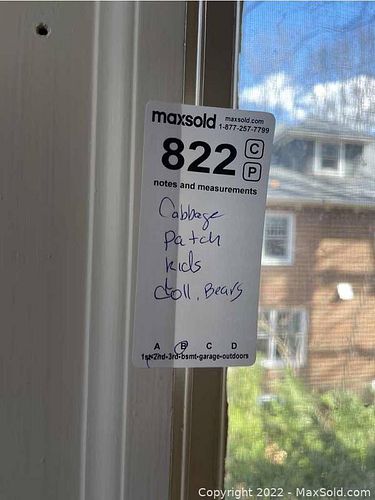 maxsold maxsold.com
1-877-257-7799
822 C
P
notes and measurements
Cabbage
Patch
kids
doll, Bears
A B C D
1st-2nd-3rd-bsmt-garage-outdoors
Copyright © 2022 - MaxSold.com